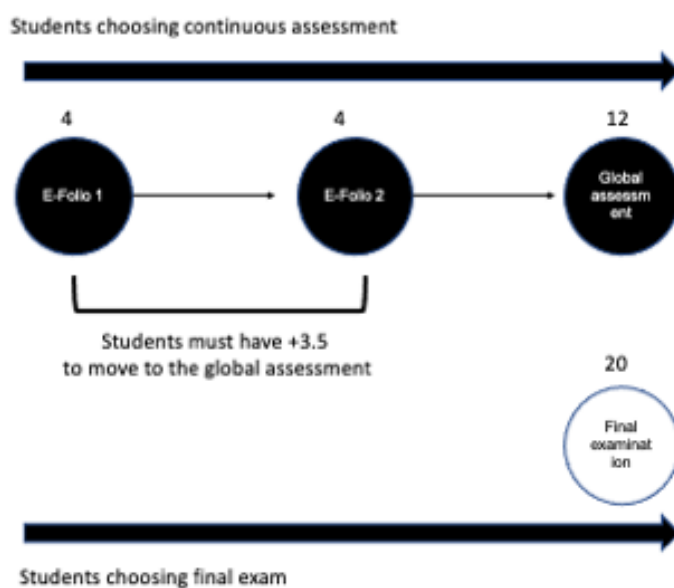 Students choosing continuous assessment
4
4
12
E-Folio 1
E-Folio 2
Global
assessm
ent
Students must have +3.5
to move to the global assessment
20
Final
examinat
ion
Students choosing final exam